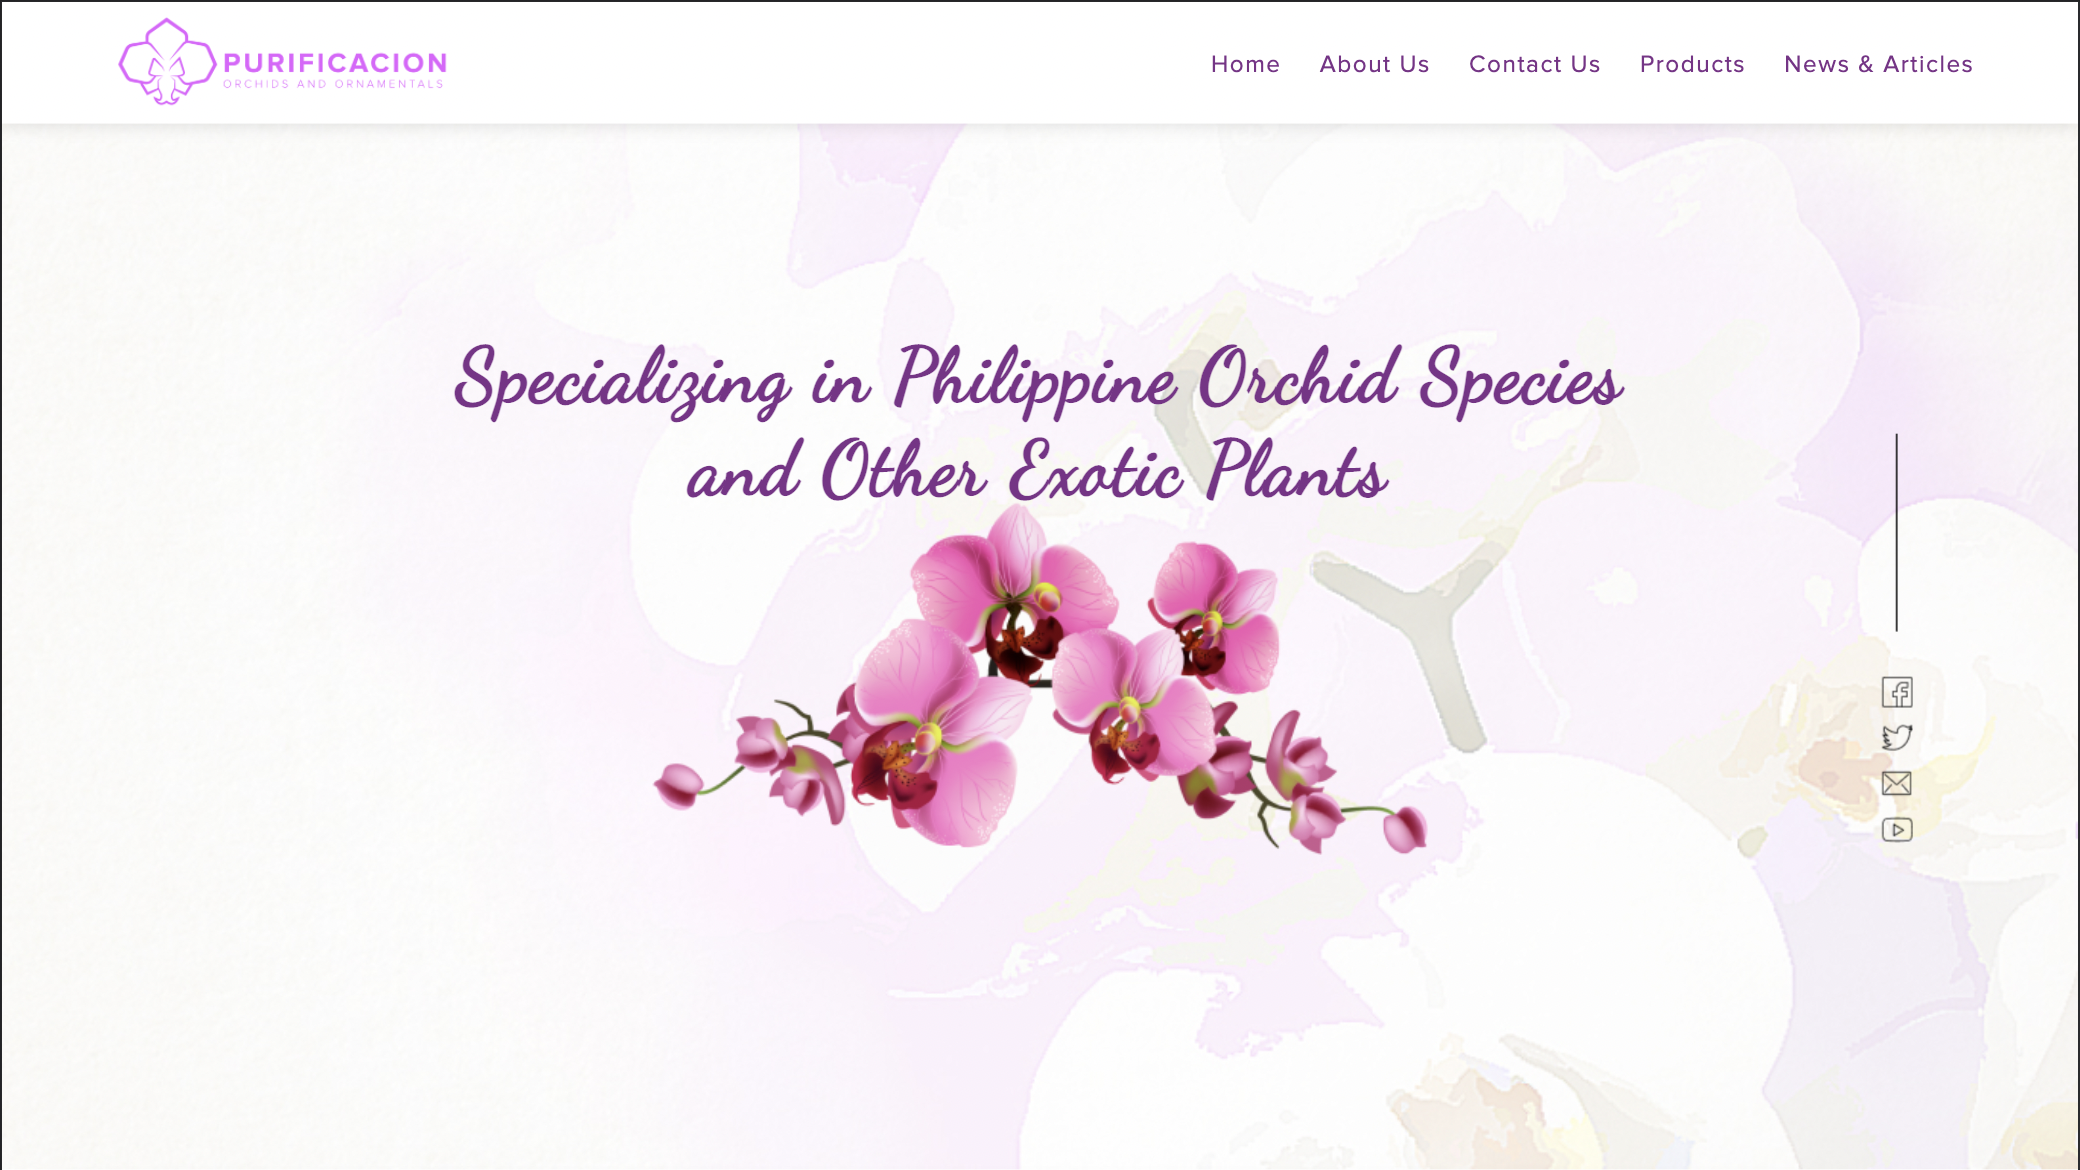 PURIFICACION
ORCHIDS AND ORNAMENTALS
Home About Us Contact Us Products News & Articles
Specializing in Philippine Orchid Species
and Other Exotic Plants